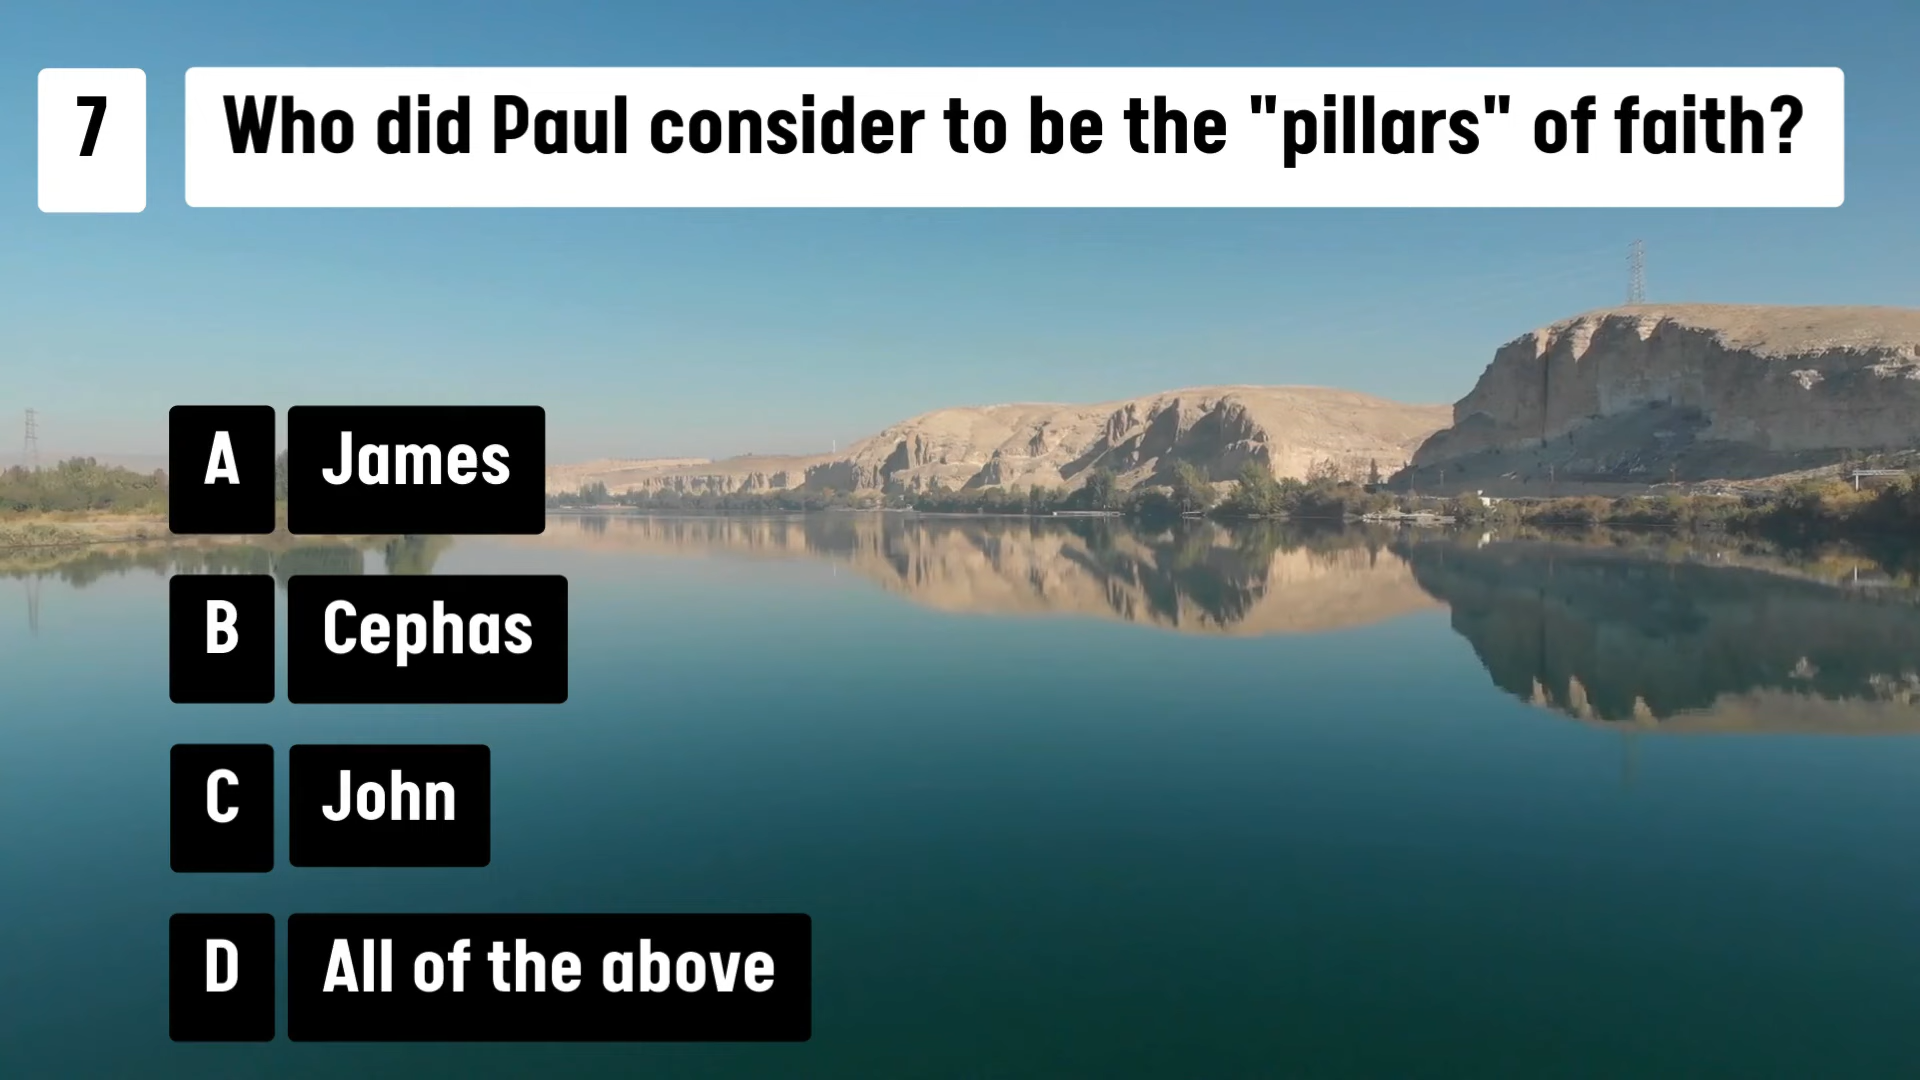 7
Who did Paul consider to be the "pillars" of faith?
A James
B Cephas
C John
D All of the above